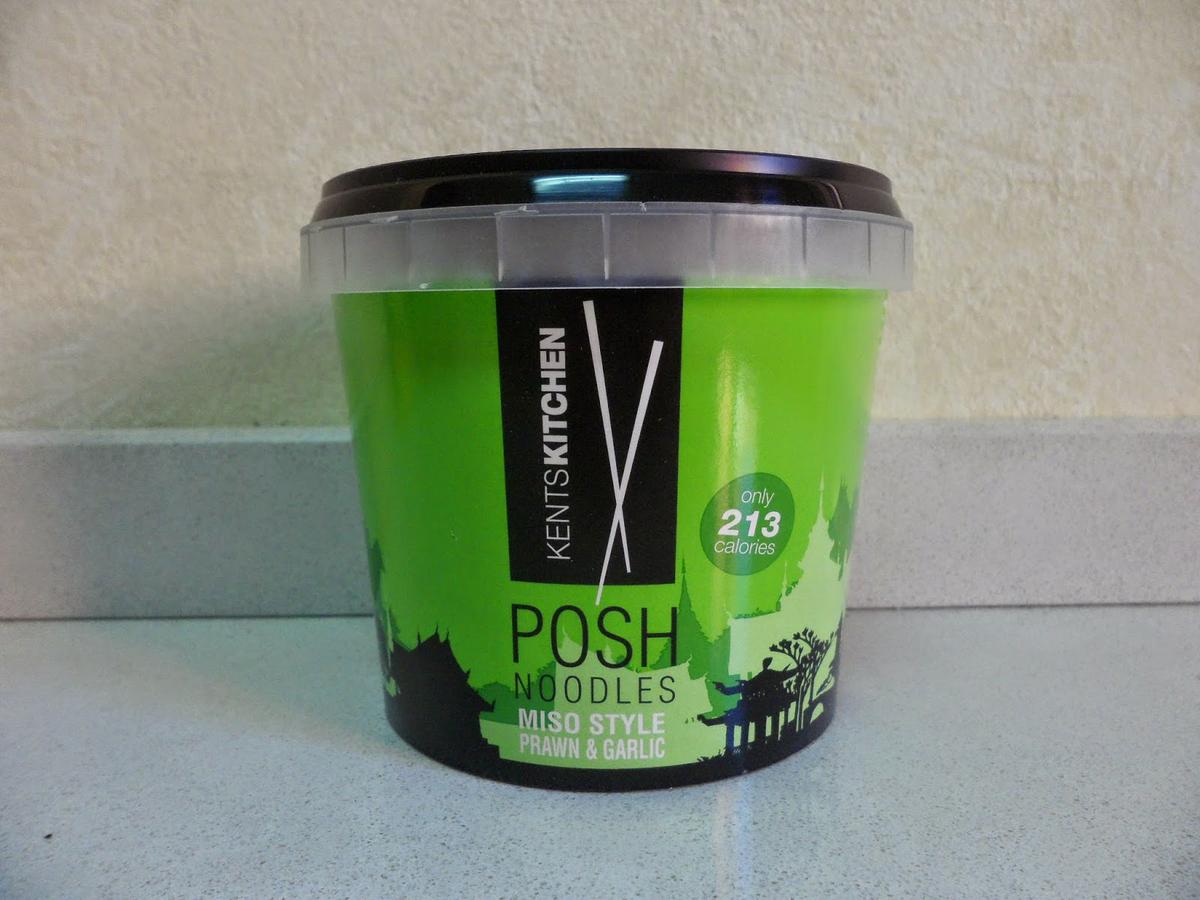 KENTSKITCHEN
only
213
calories
POSH
NOODLES
MISO STYLE
PRAWN & GARLIC